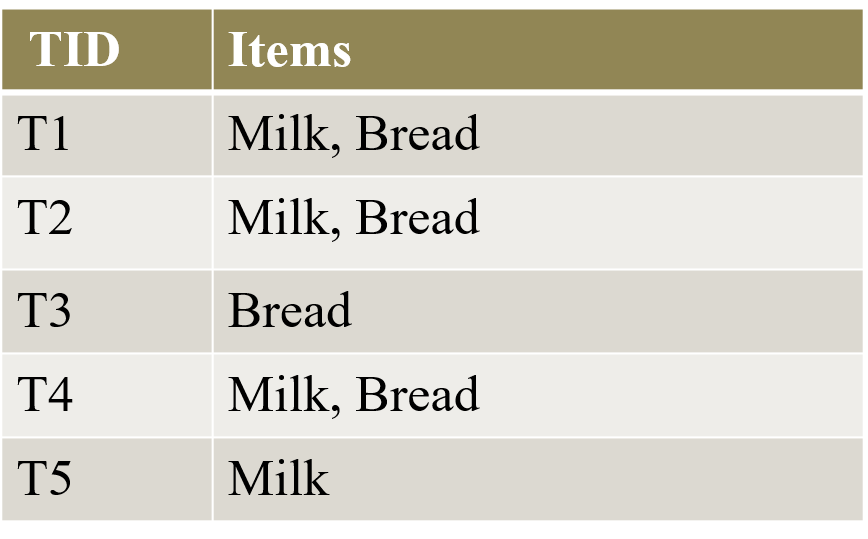 TID Items
T1 Milk, Bread
T2 Milk, Bread
T3 Bread
T4 Milk, Bread
T5 Milk